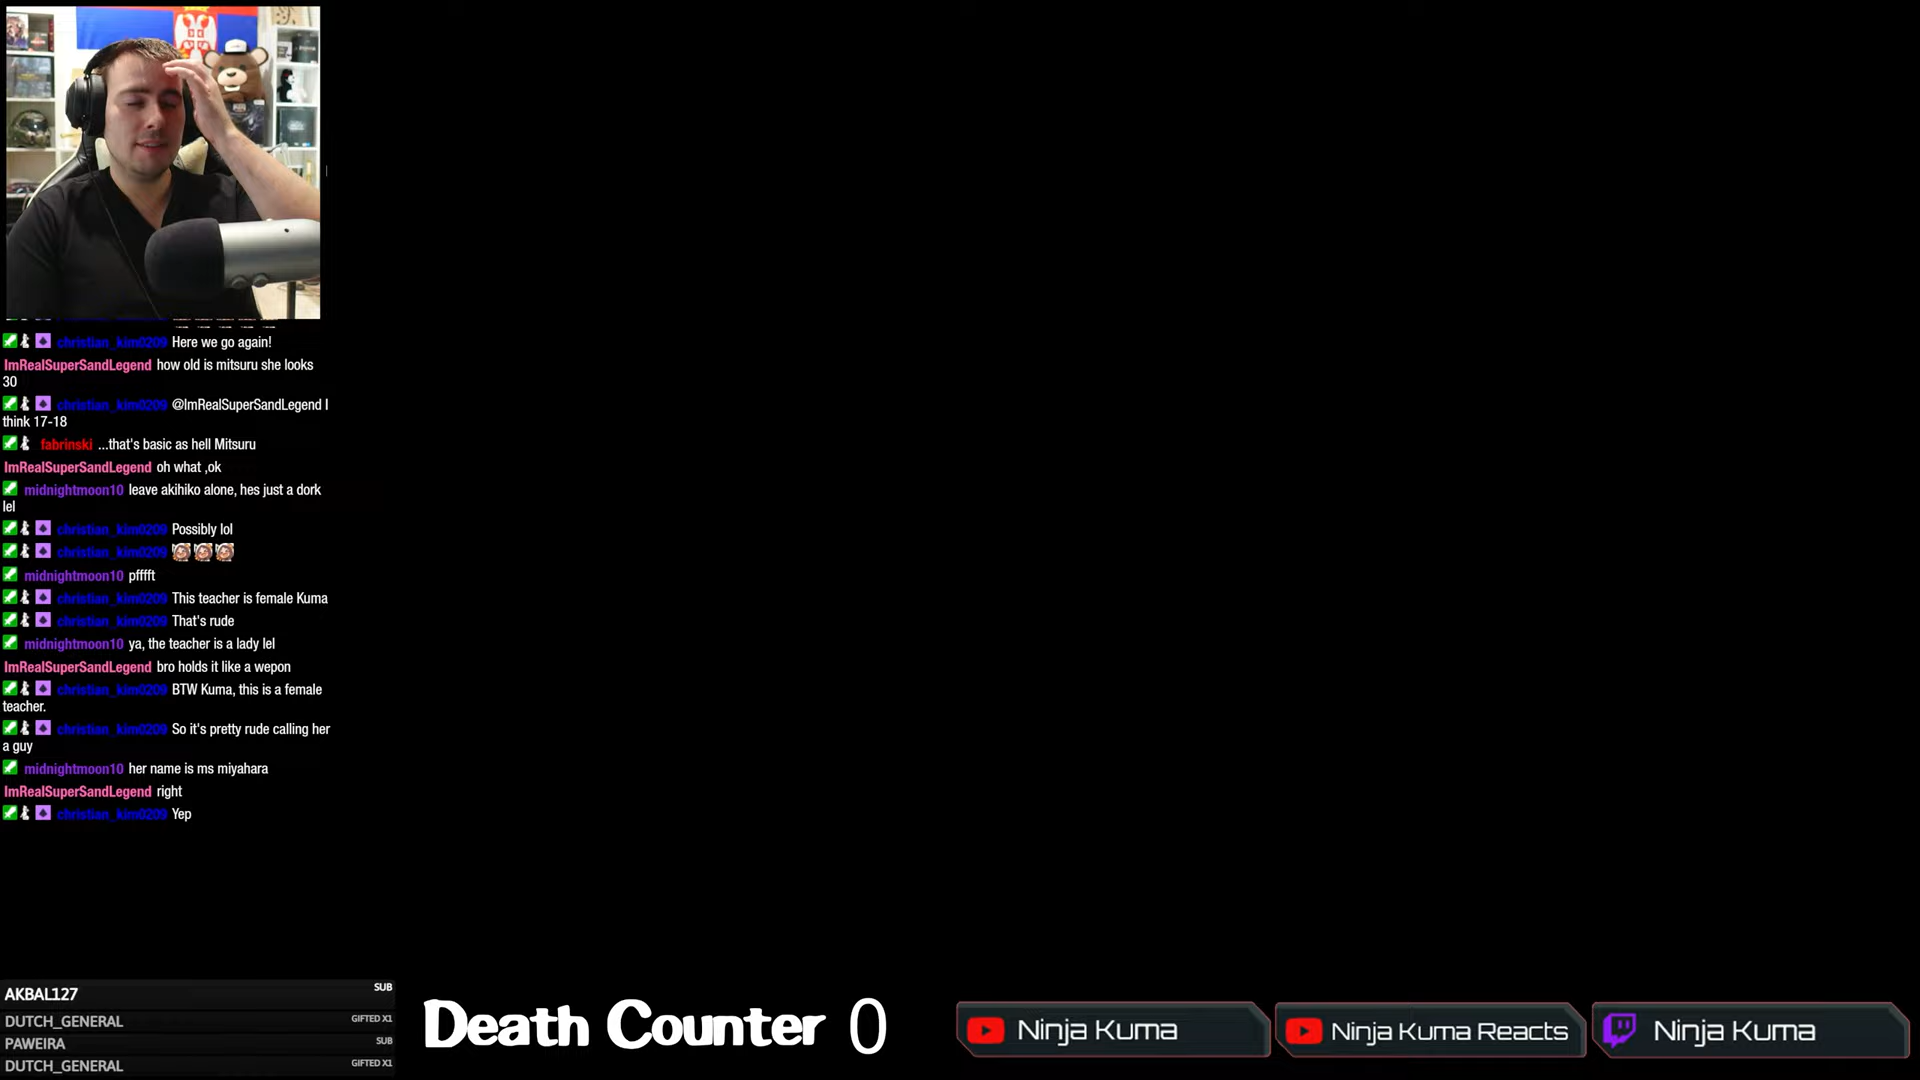 christian_kim0209 Here we go again!
ImRealSuperSandLegend how old is mitsuru she looks
30
christian_kim0209 @ImRealSuperSandLegend I
think 17-18
fabrinski ...that's basic as hell Mitsuru
ImRealSuperSandLegend oh what ,ok
midnightmoon10 leave akihiko alone, hes just a dork
lel
christian_kim0209 Possibly lol
christian_kim0209
midnightmoon10 pfffft
christian_kim0209 This teacher is female Kuma
christian_kim0209 That's rude
midnightmoon10 ya, the teacher is a lady lel
ImRealSuperSandLegend bro holds it like a wepon
christian_kim0209 BTW Kuma, this is a female
teacher.
christian_kim0209 So it's pretty rude calling her
a guy
midnightmoon10 her name is ms miyahara
ImRealSuperSandLegend right
christian_kim0209 Yep
AKBAL127 SUB
DUTCH_GENERAL GIFTED X1
PAWEIRA SUB
DUTCH_GENERAL GIFTED X1
Death Counter 0
Ninja Kuma
Ninja Kuma Reacts
Ninja Kuma